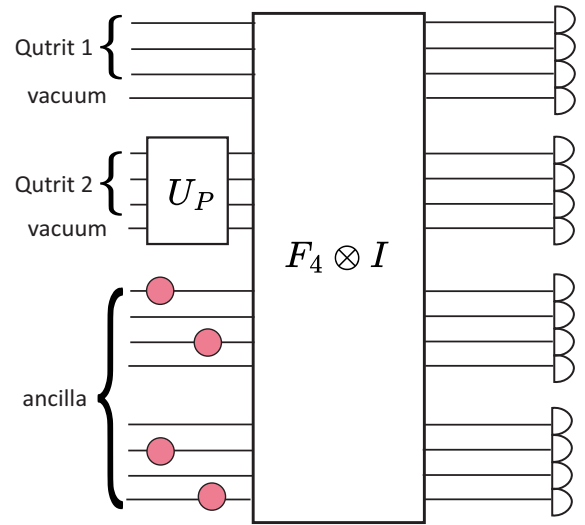 Qutrit 1
vacuum
Qutrit 2
U_P
vacuum
F_4 ⊗ I
ancilla